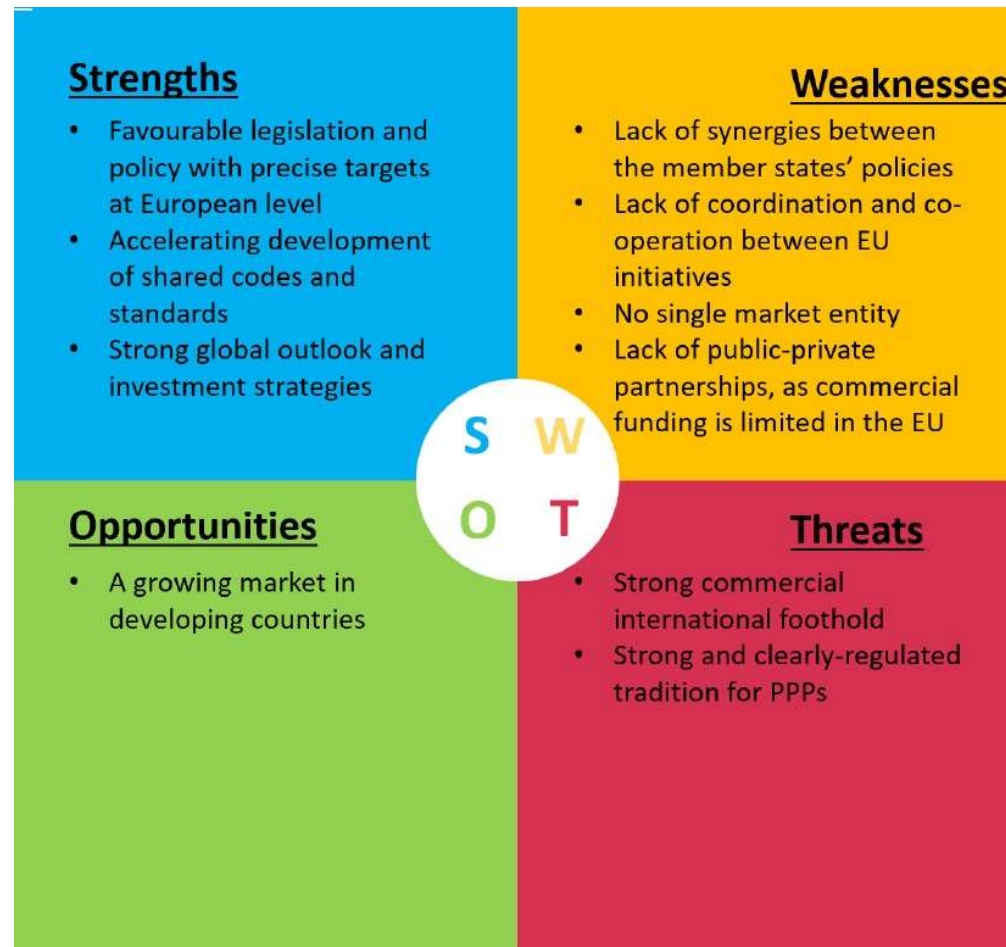 Strengths
• Favourable legislation and
policy with precise targets
at European level
• Accelerating development
of shared codes and
standards
• Strong global outlook and
investment strategies
Weaknesses
• Lack of synergies between
the member states’ policies
• Lack of coordination and co-
operation between EU
initiatives
• No single market entity
• Lack of public-private
partnerships, as commercial
funding is limited in the EU
S W
O T
Opportunities
• A growing market in
developing countries
Threats
• Strong commercial
international foothold
• Strong and clearly-regulated
tradition for PPPs